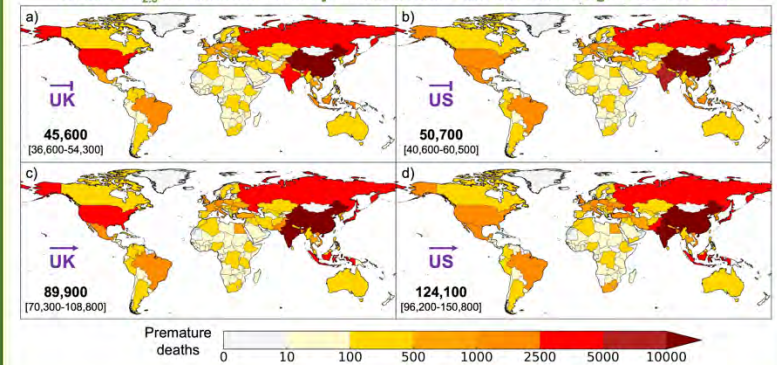 2.5
a)
UK
45,600
[36,600-54,300]
b)
US
50,700
[40,600-60,500]
c)
UK
89,900
[70,300-108,800]
d)
US
124,100
[96,200-150,800]
Premature
deaths
0 10 100 500 1000 2500 5000 10000